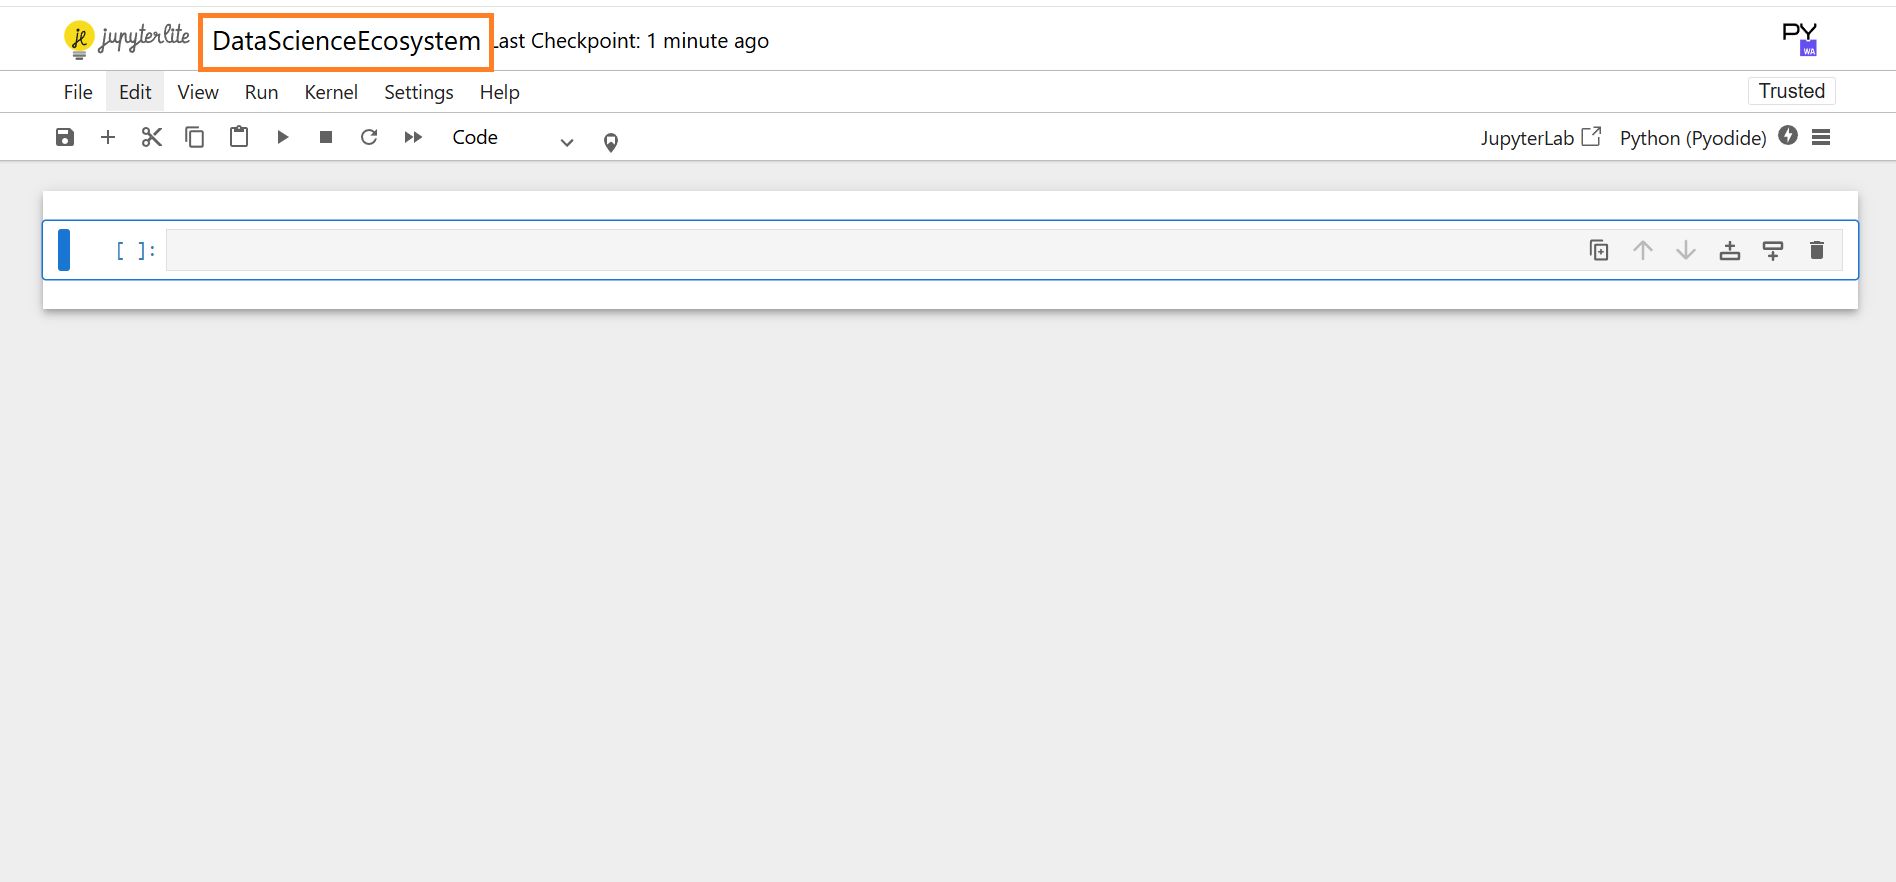 jupyterlite DataScienceEcosystem Last Checkpoint: 1 minute ago PY WA
File Edit View Run Kernel Settings Help Trusted
Code JupyterLab Python (Pyodide)
[ ]: